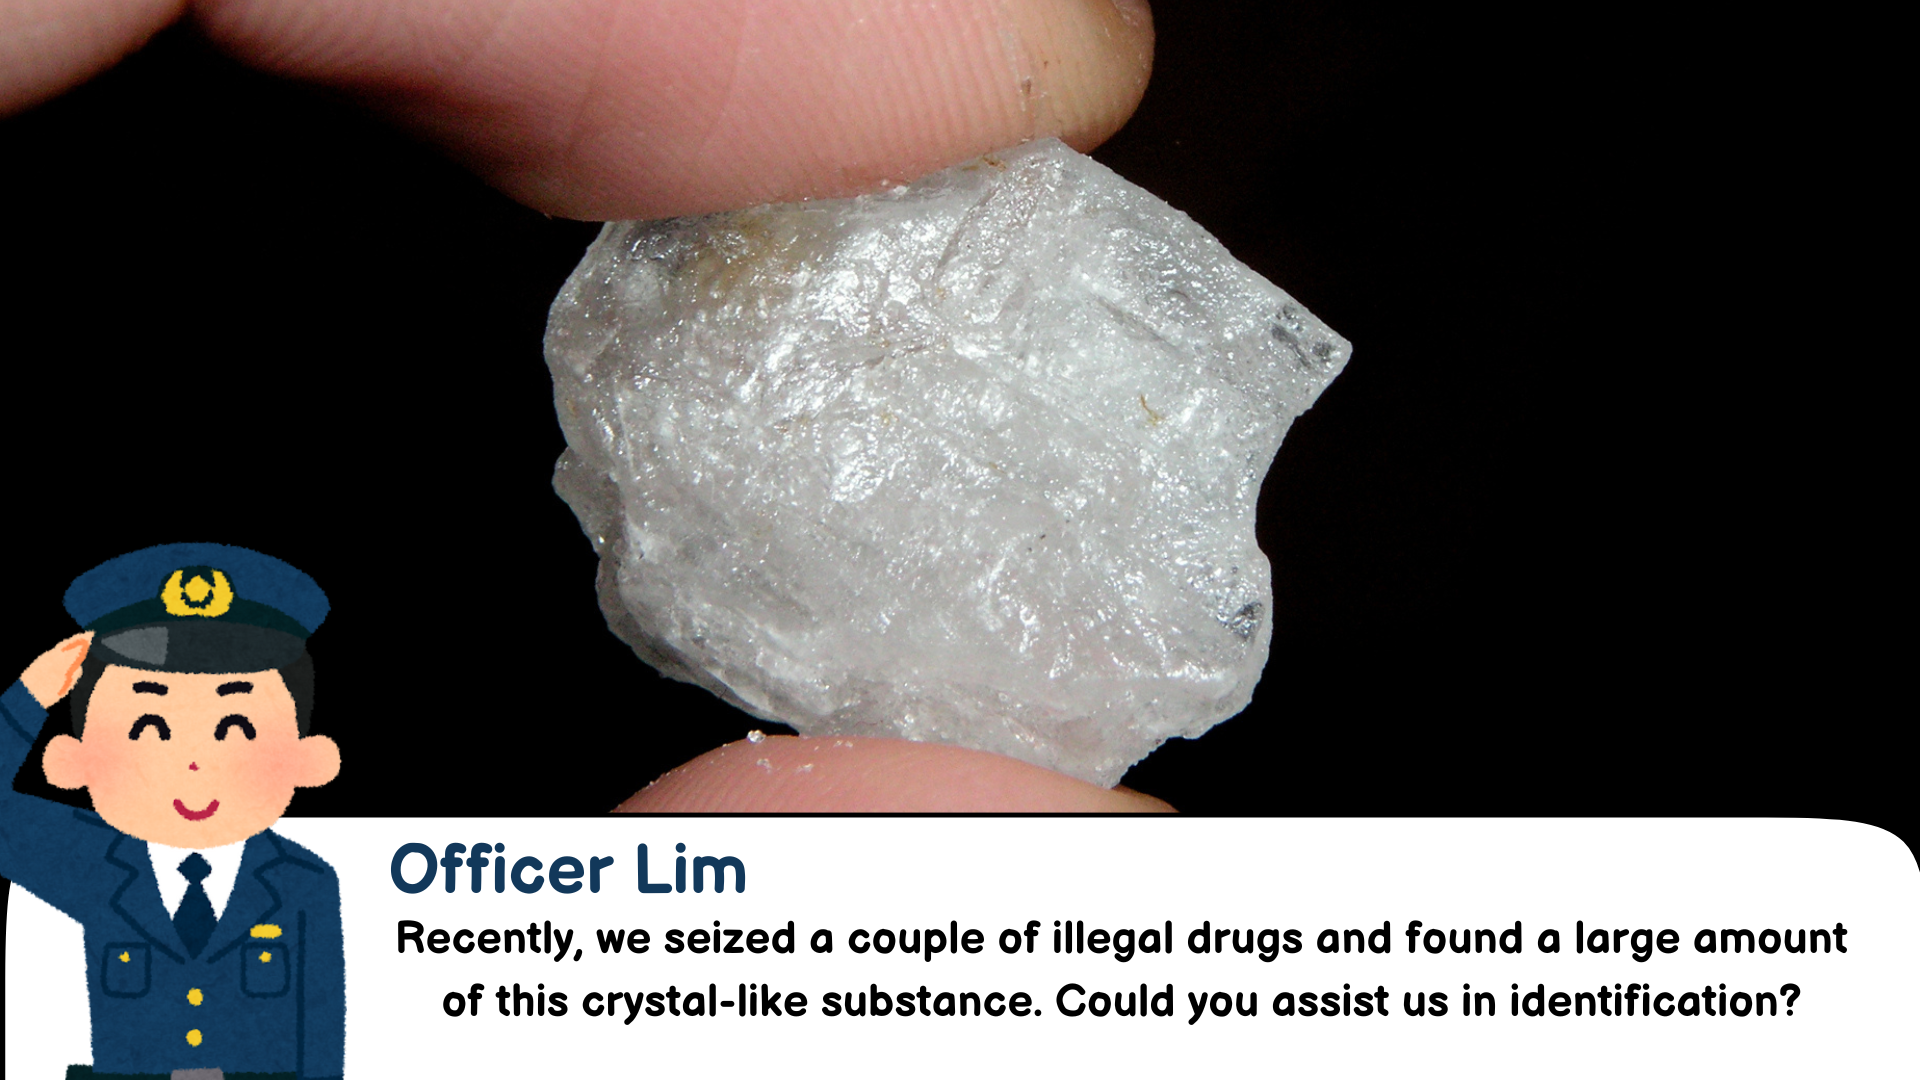 Officer Lim
Recently, we seized a couple of illegal drugs and found a large amount
of this crystal-like substance. Could you assist us in identification?